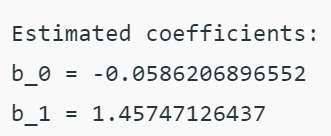 Estimated coefficients:
b_0 = -0.0586206896552
b_1 = 1.45747126437